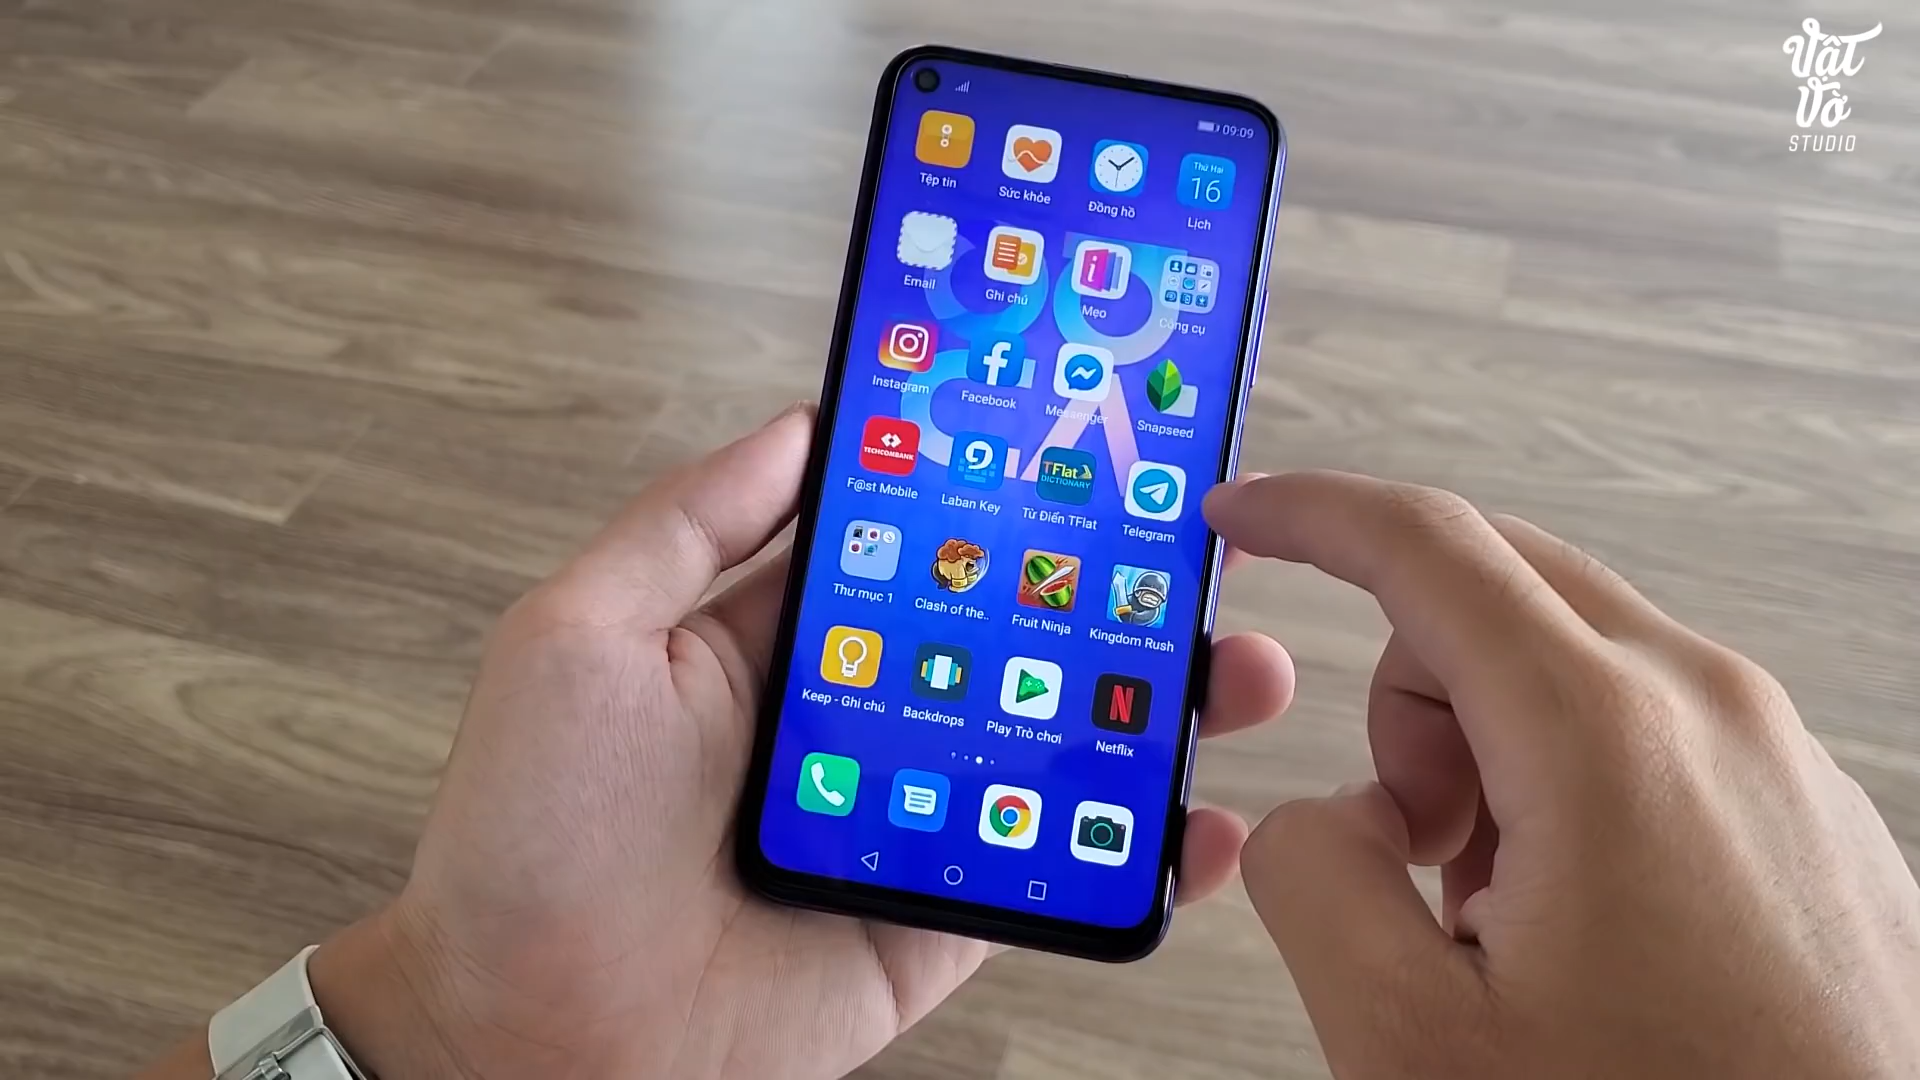 Vật
Vờ
STUDIO
09:09
Tệp tin
Sức khỏe
Đồng hồ
Thứ Hai
16
Lịch
Email
Ghi chú
Mẹo
Công cụ
Instagram
Facebook
Messenger
Snapseed
TECHCOMBANK
F@st Mobile
Laban Key
TFlat
DICTIONARY
Từ Điển TFlat
Telegram
Thư mục 1
Clash of the..
Fruit Ninja
Kingdom Rush
Keep - Ghi chú
Backdrops
Play Trò chơi
N
Netflix